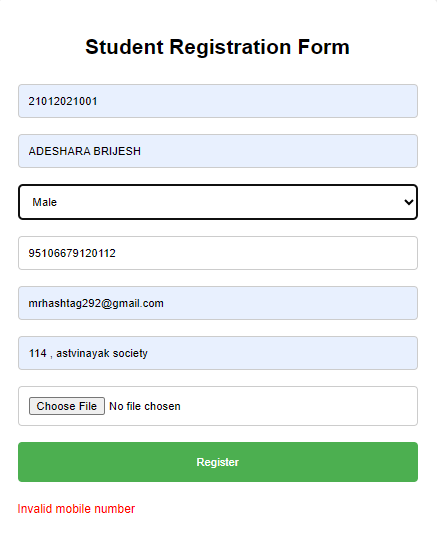 Student Registration Form
21012021001
ADESHARA BRIJESH
Male
95106679120112
mrhashtag292@gmail.com
114 , astvinayak society
Choose File No file chosen
Register
Invalid mobile number